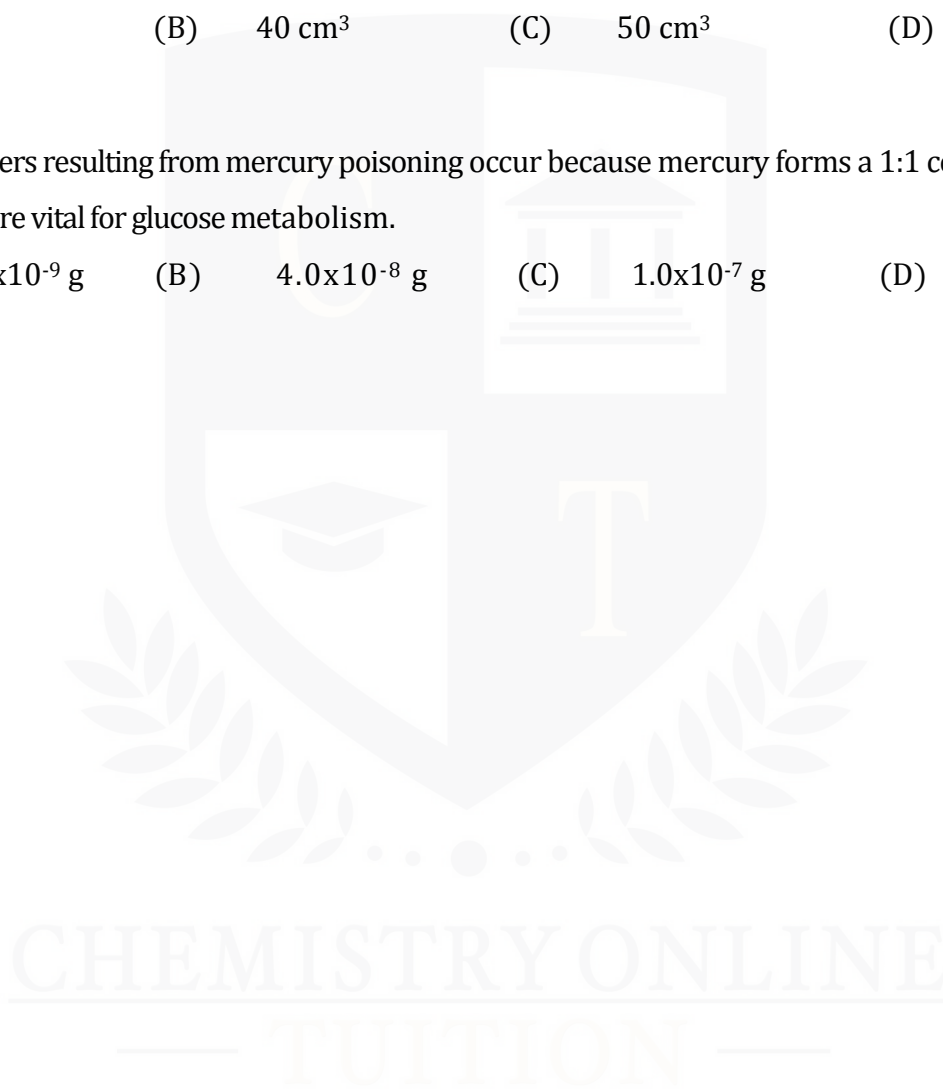 (B) 40 cm³ (C) 50 cm³ (D)
ers resulting from mercury poisoning occur because mercury forms a 1:1 c
re vital for glucose metabolism.
x10⁻⁹ g (B) 4.0x10⁻⁸ g (C) 1.0x10⁻⁷ g (D)
C
T
CHEMISTRY ONLINE
TUITION